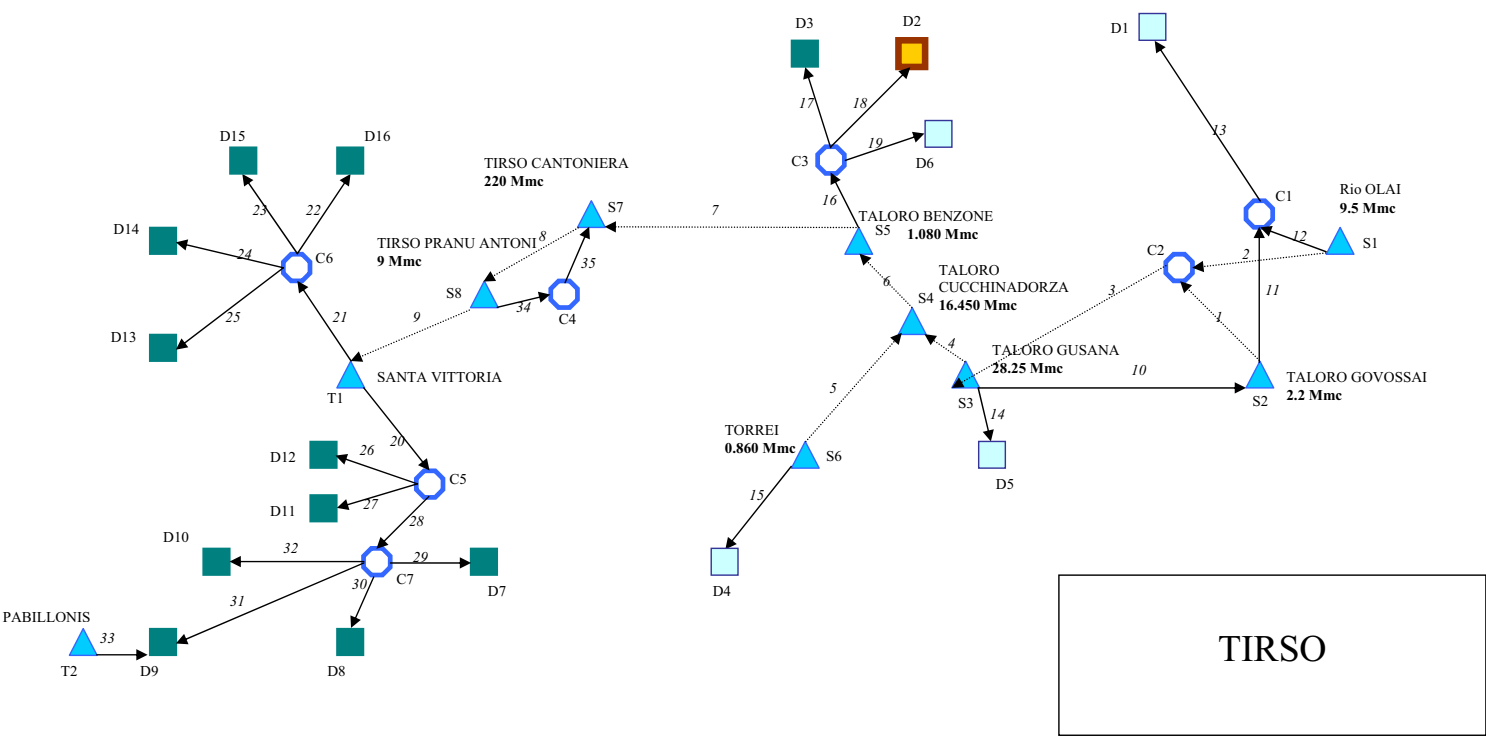 D3
D2
D1
17
18
13
D15
D16
19
D6
C3
TIRSO CANTONIERA
220 Mmc
16
C1
Rio OLAI
9.5 Mmc
23
22
S7
7
TALORO BENZONE
S5
1.080 Mmc
12
S1
D14
24
C6
TIRSO PRANU ANTONI
9 Mmc
8
35
C2
2
TALORO
CUCCHINADORZA
16.450 Mmc
S8
34
C4
6
S4
3
11
25
21
9
1
D13
4
TALORO GUSANA
28.25 Mmc
10
SANTA VITTORIA
T1
5
S3
14
S2
TALORO GOVOSSAI
2.2 Mmc
20
TORREI
0.860 Mmc
S6
D12
26
C5
D5
D11
27
15
28
D10
32
29
C7
30
D7
D4
31
PABILLONIS
33
T2
D9
D8
TIRSO